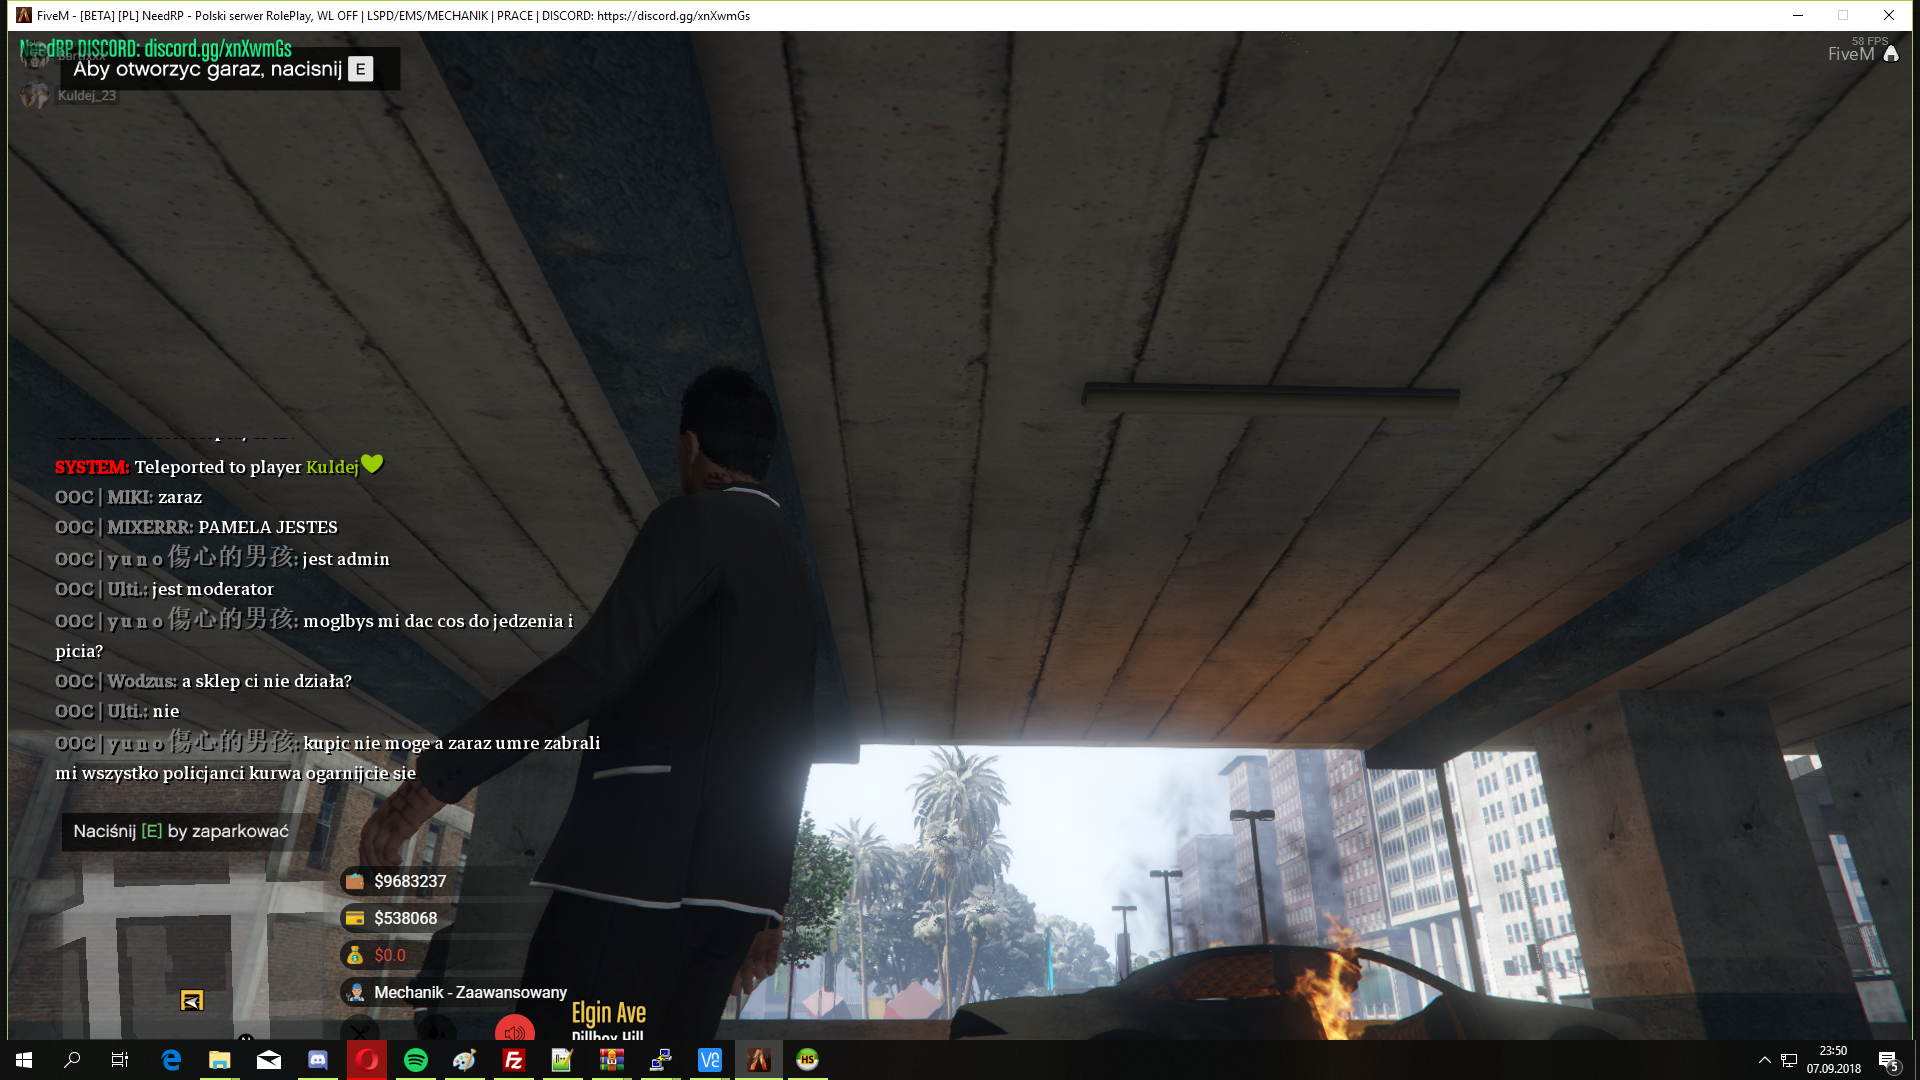 FiveM - [BETA] [PL] NeedRP - Polski serwer RolePlay, WL OFF | LSPD/EMS/MECHANIK | PRACE | DISCORD: https://discord.gg/xnXwmGs
NeedRP DISCORD: discord.gg/xnXwmGs
58 FPS
FiveM
Aby otworzyc garaz, nacisnij E
Kuldej_23
SYSTEM: Teleported to player Kuldej💚
OOC | MIKI: zaraz
OOC | MIXERRR: PAMELA JESTES
OOC | y u n o 傷心的男孩: jest admin
OOC | Ulti.: jest moderator
OOC | y u n o 傷心的男孩: moglbys mi dac cos do jedzenia i
picia?
OOC | Wodzus: a sklep ci nie działa?
OOC | Ulti.: nie
OOC | y u n o 傷心的男孩: kupic nie moge a zaraz umre zabrali
mi wszystko policjanci kurwa ogarnijcie sie
Naciśnij [E] by zaparkować
$9683237
$538068
$0.0
Mechanik - Zaawansowany
Elgin Ave
Pillbox Hill
23:50
07.09.2018
5